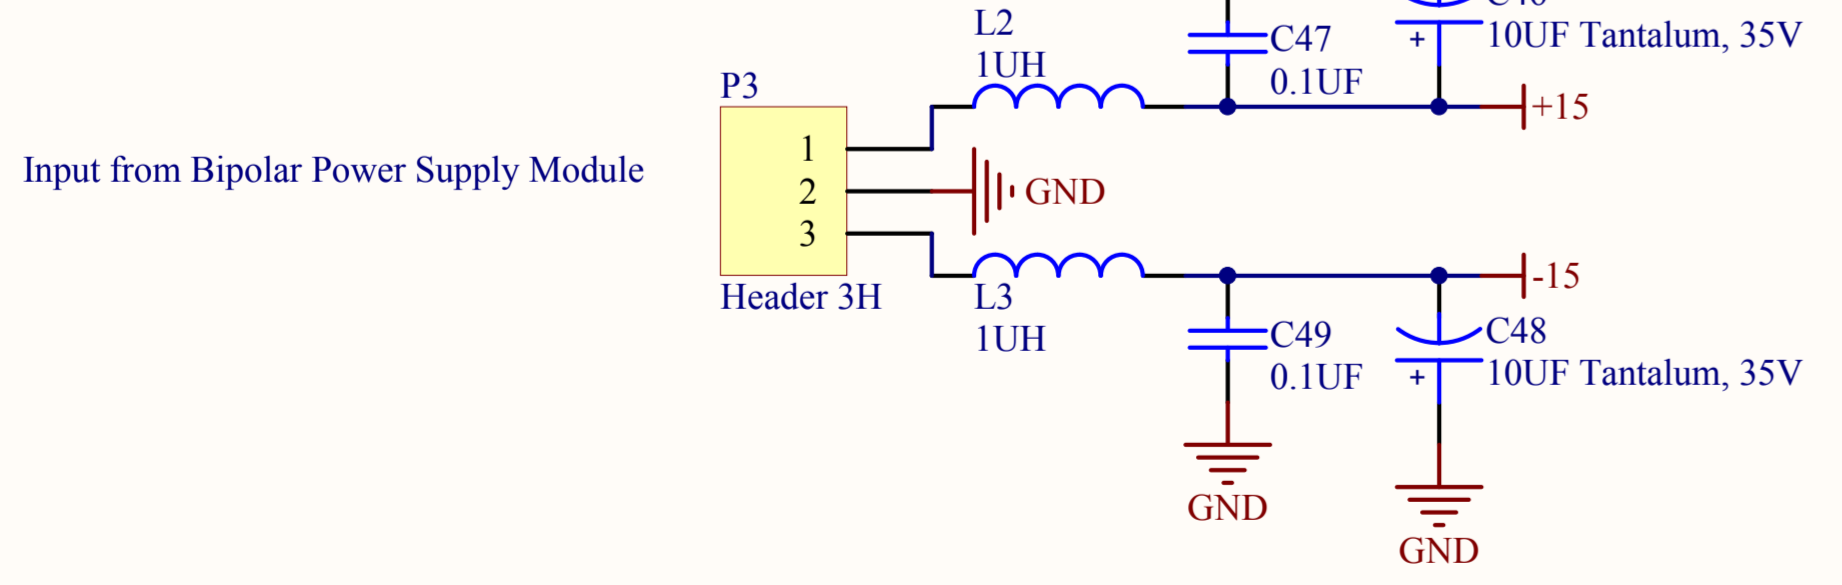 L2
1UH
C47
0.1UF
10UF Tantalum, 35V
+
+15
P3
1
2
3
Header 3H
Input from Bipolar Power Supply Module
GND
L3
1UH
-15
C49
0.1UF
C48
10UF Tantalum, 35V
+
GND
GND